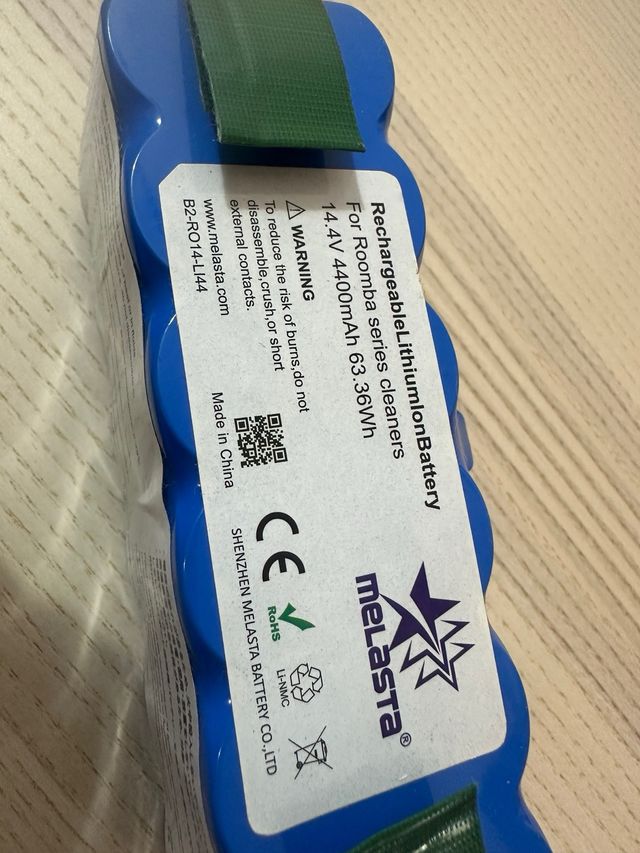 RechargeableLithiumIonBattery
For Roomba series cleaners
14.4V 4400mAh 63.36Wh
WARNING
To reduce the risk of burns,do not
disassemble,crush,or short
external contacts.
www.melasta.com
B2-RO14-LI44
Made in China
CE
RoHS
Li-NMC
SHENZHEN MELASTA BATTERY CO.,LTD
meLasta®